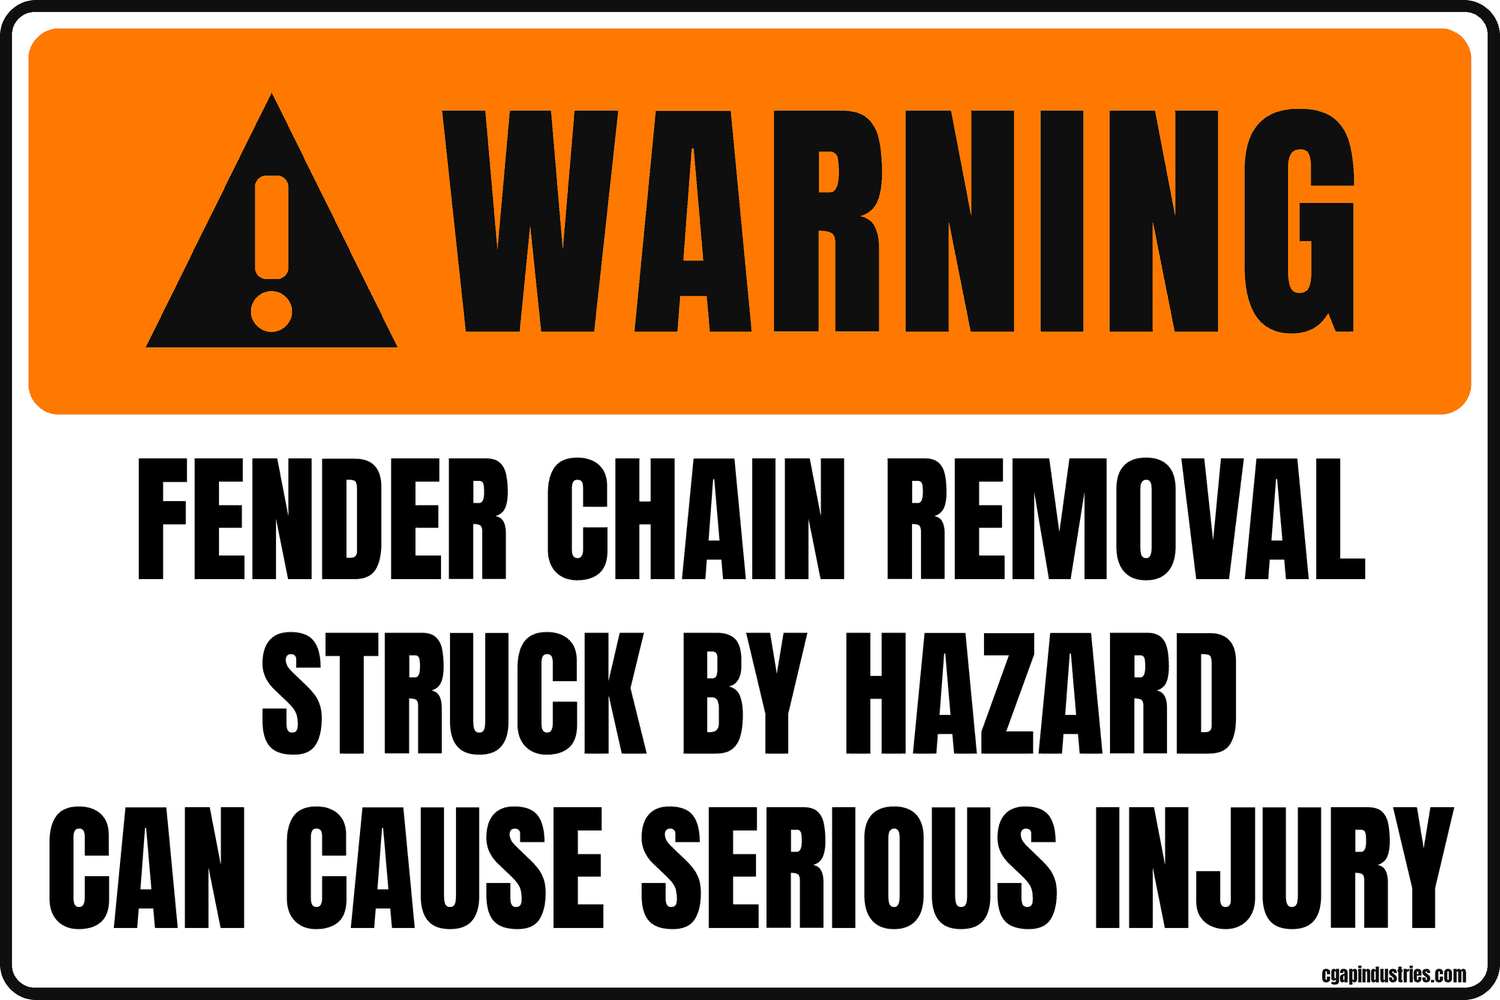 WARNING
FENDER CHAIN REMOVAL
STRUCK BY HAZARD
CAN CAUSE SERIOUS INJURY
cgapindustries.com